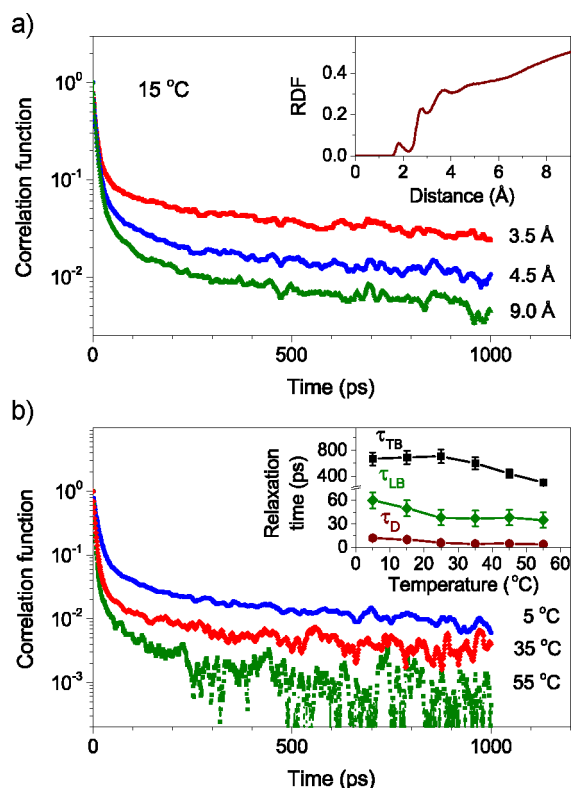 a)
10⁰
10⁻¹
10⁻²
Correlation function
15 °C
0.4
0.2
0.0
RDF
0 2 4 6 8
Distance (Å)
3.5 Å
4.5 Å
9.0 Å
0 500 1000
Time (ps)
b)
10⁰
10⁻¹
10⁻²
10⁻³
Correlation function
800
400
60
30
0
Relaxation
time (ps)
τTB
τLB
τD
0 10 20 30 40 50 60
Temperature (°C)
5 °C
35 °C
55 °C
0 500 1000
Time (ps)